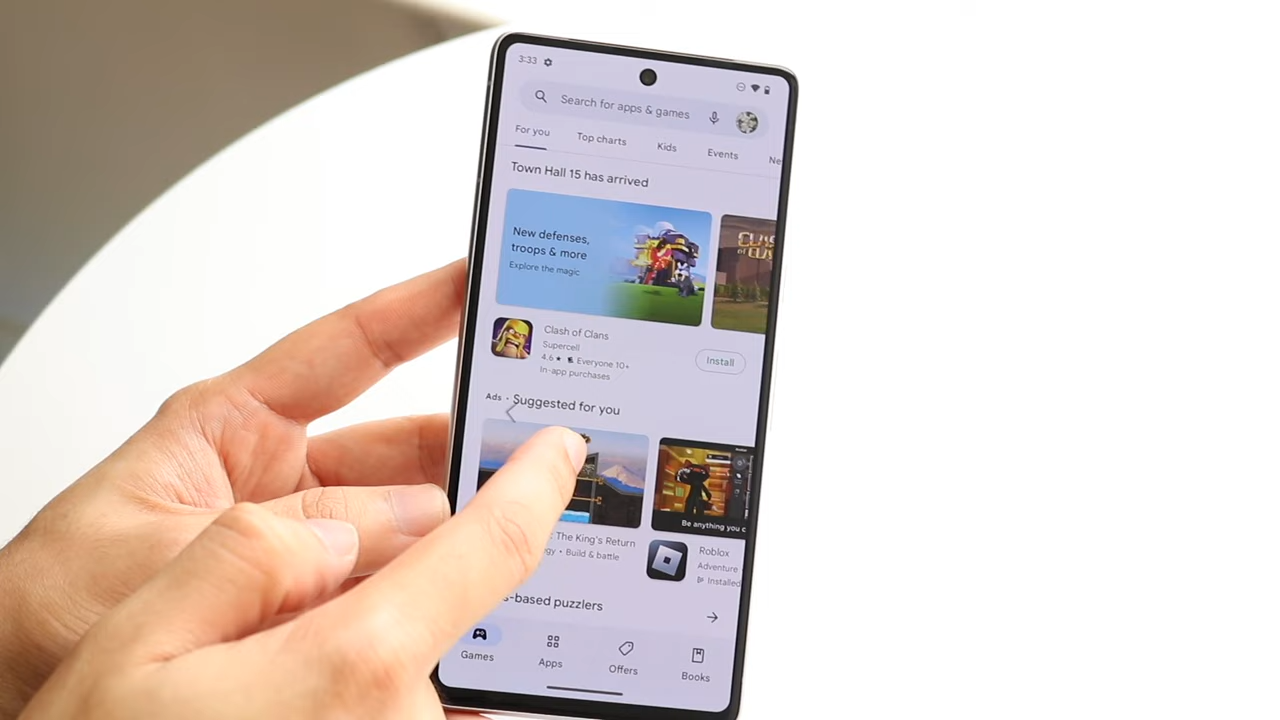 3:33
Search for apps & games
For you Top charts Kids Events Ne
Town Hall 15 has arrived
New defenses,
troops & more
Explore the magic
Clash of Clans
Supercell
4.6 ★ Everyone 10+
In-app purchases
Install
Ads • Suggested for you
Be anything you c
: The King's Return
gy • Build & battle
Roblox
Adventure
Installed
s-based puzzlers
Games Apps Offers Books